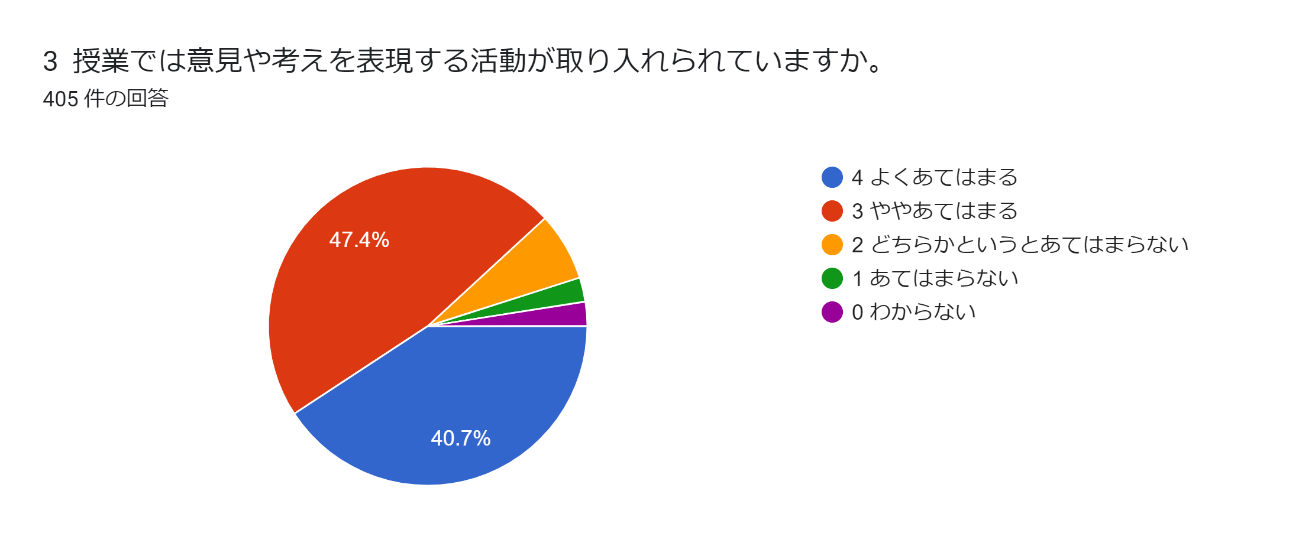 3 授業では意見や考えを表現する活動が取り入れられていますか。
405 件の回答
47.4%
40.7%
4 よくあてはまる
3 ややあてはまる
2 どちらかというとあてはまらない
1 あてはまらない
0 わからない